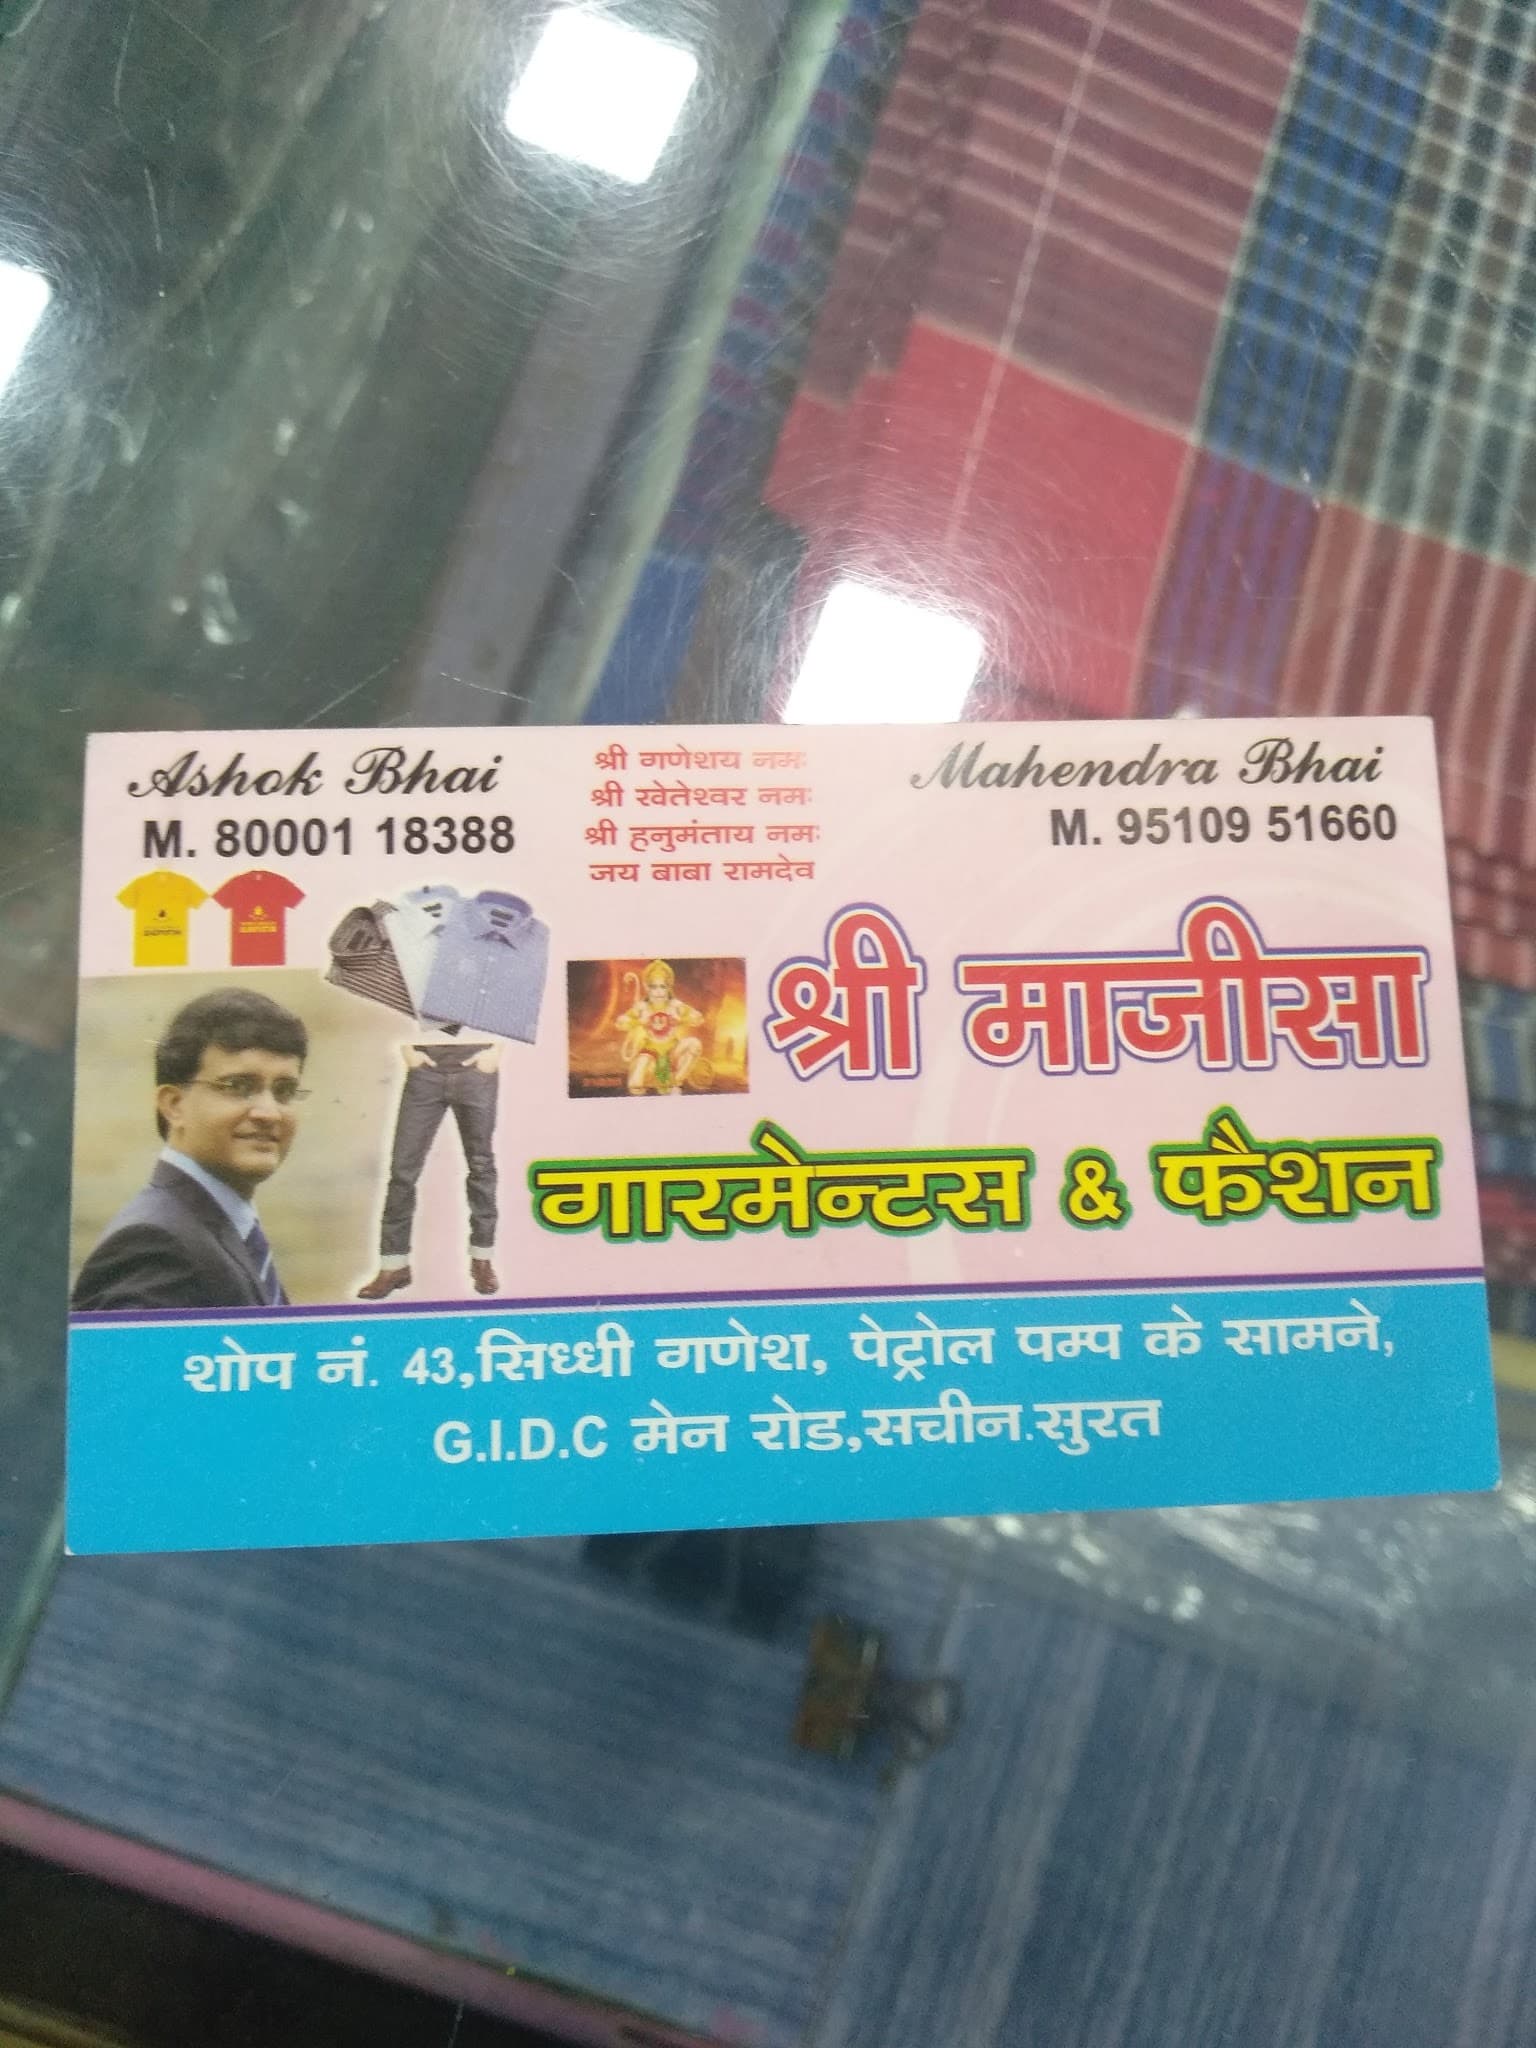 Ashok Bhai
M. 80001 18388
श्री गणेशय नमः
श्री खेतेश्वर नमः
श्री हनुमंताय नमः
जय बाबा रामदेव
Mahendra Bhai
M. 95109 51660
श्री माजीसा
गारमेन्टस & फैशन
शोप नं. 43,सिध्धी गणेश, पेट्रोल पम्प के सामने,
G.I.D.C मेन रोड,सचीन.सुरत